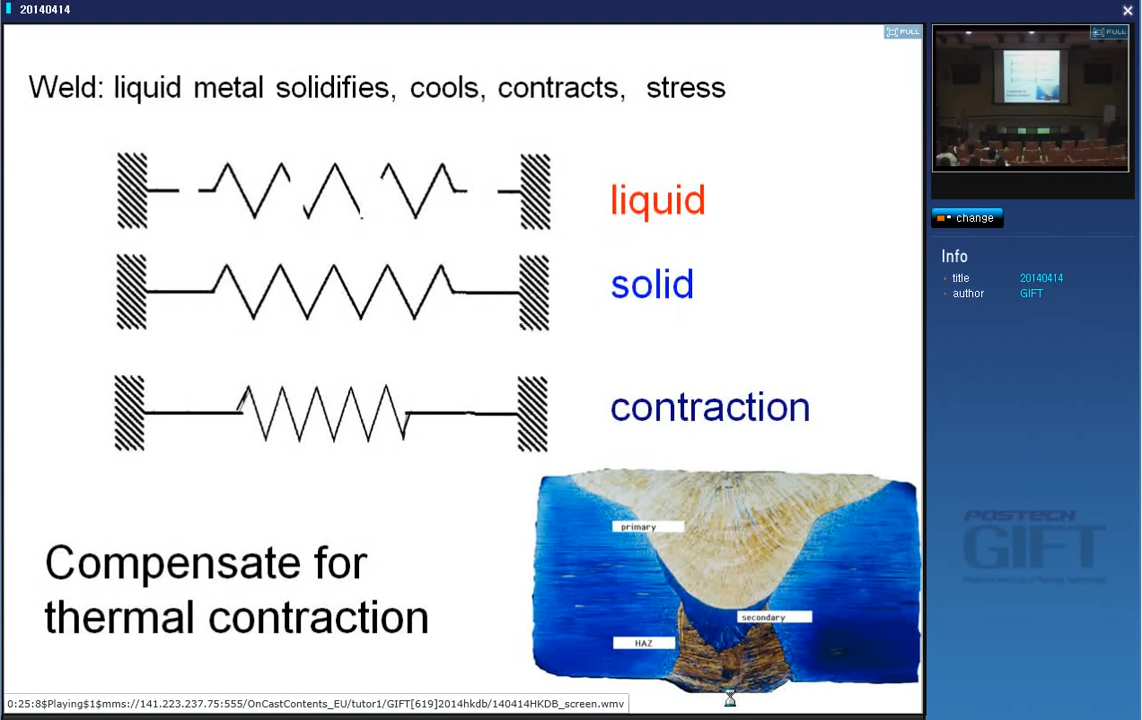 20140414
FULL
FULL
Weld: liquid metal solidifies, cools, contracts, stress
liquid
solid
contraction
primary
secondary
HAZ
Compensate for
thermal contraction
change
Info
title 20140414
author GIFT
POSTECH
GIFT
0:25:8$Playing$1$mms://141.223.237.75:555/OnCastContents_EU/tutor1/GIFT[619]2014hkdb/140414HKDB_screen.wmv